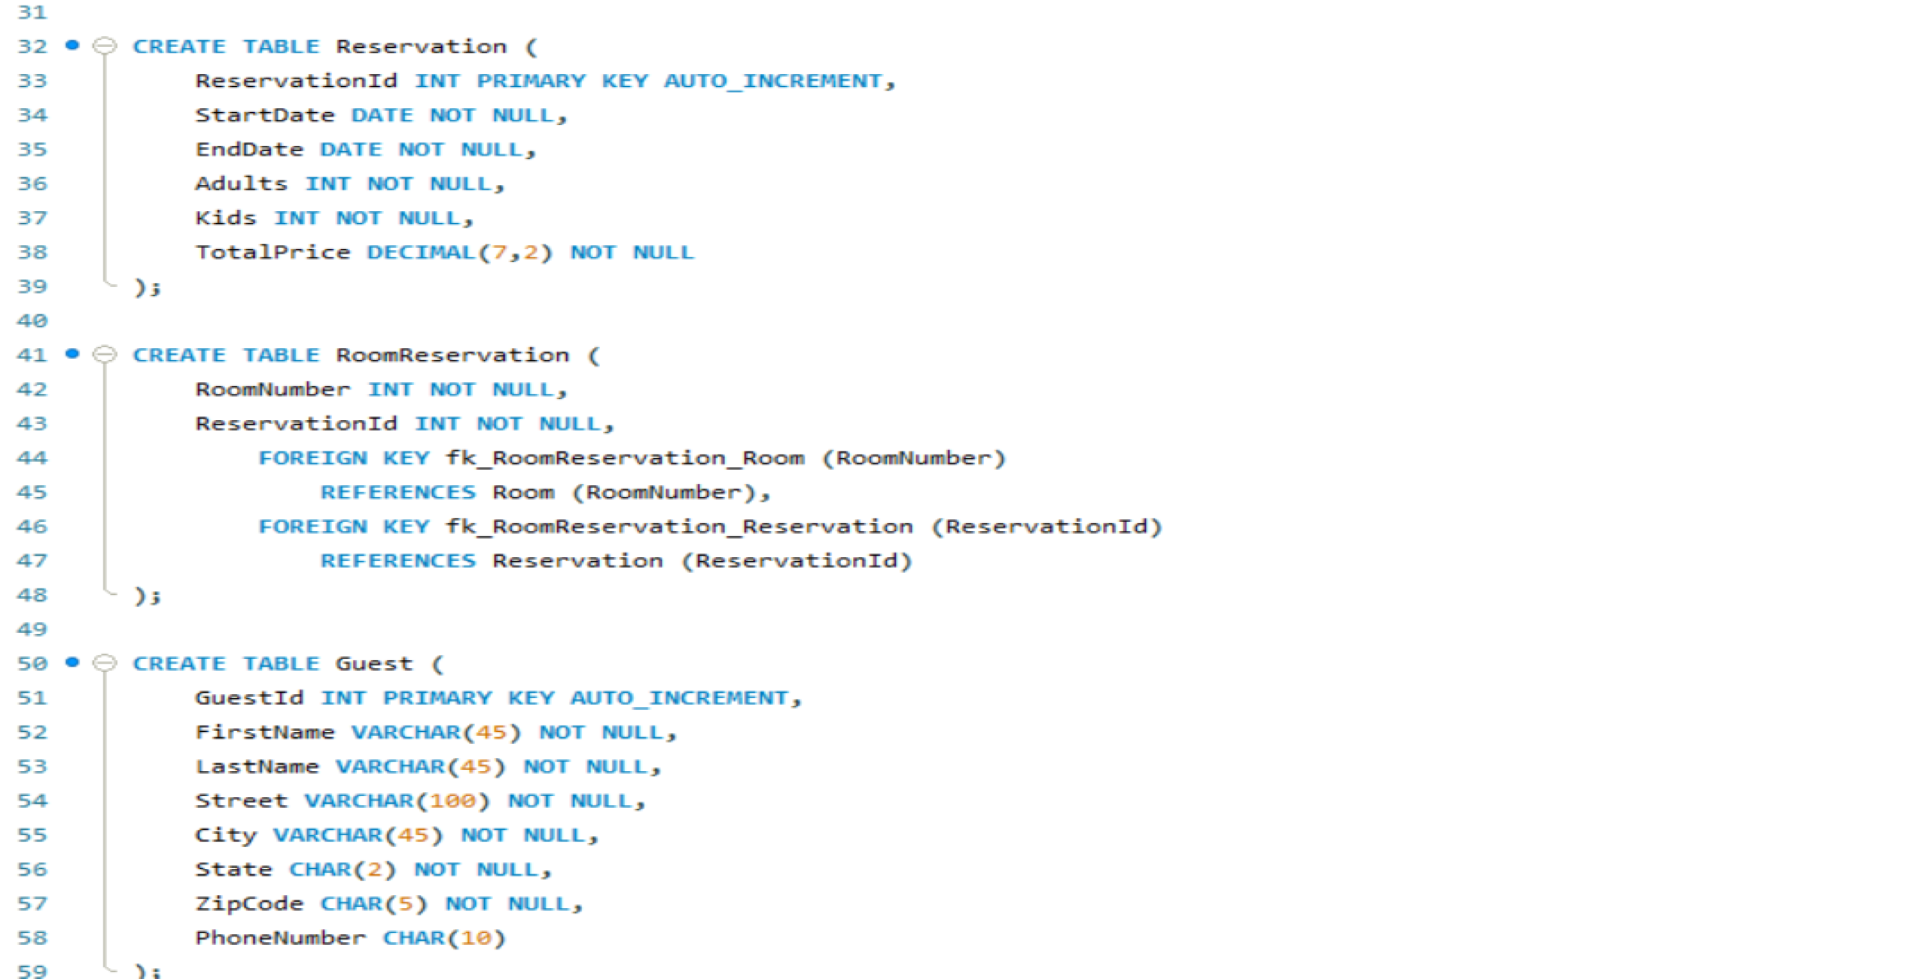 31
32 CREATE TABLE Reservation (
33 ReservationId INT PRIMARY KEY AUTO_INCREMENT,
34 StartDate DATE NOT NULL,
35 EndDate DATE NOT NULL,
36 Adults INT NOT NULL,
37 Kids INT NOT NULL,
38 TotalPrice DECIMAL(7,2) NOT NULL
39 );
40
41 CREATE TABLE RoomReservation (
42 RoomNumber INT NOT NULL,
43 ReservationId INT NOT NULL,
44 FOREIGN KEY fk_RoomReservation_Room (RoomNumber)
45 REFERENCES Room (RoomNumber),
46 FOREIGN KEY fk_RoomReservation_Reservation (ReservationId)
47 REFERENCES Reservation (ReservationId)
48 );
49
50 CREATE TABLE Guest (
51 GuestId INT PRIMARY KEY AUTO_INCREMENT,
52 FirstName VARCHAR(45) NOT NULL,
53 LastName VARCHAR(45) NOT NULL,
54 Street VARCHAR(100) NOT NULL,
55 City VARCHAR(45) NOT NULL,
56 State CHAR(2) NOT NULL,
57 ZipCode CHAR(5) NOT NULL,
58 PhoneNumber CHAR(10)
59 );